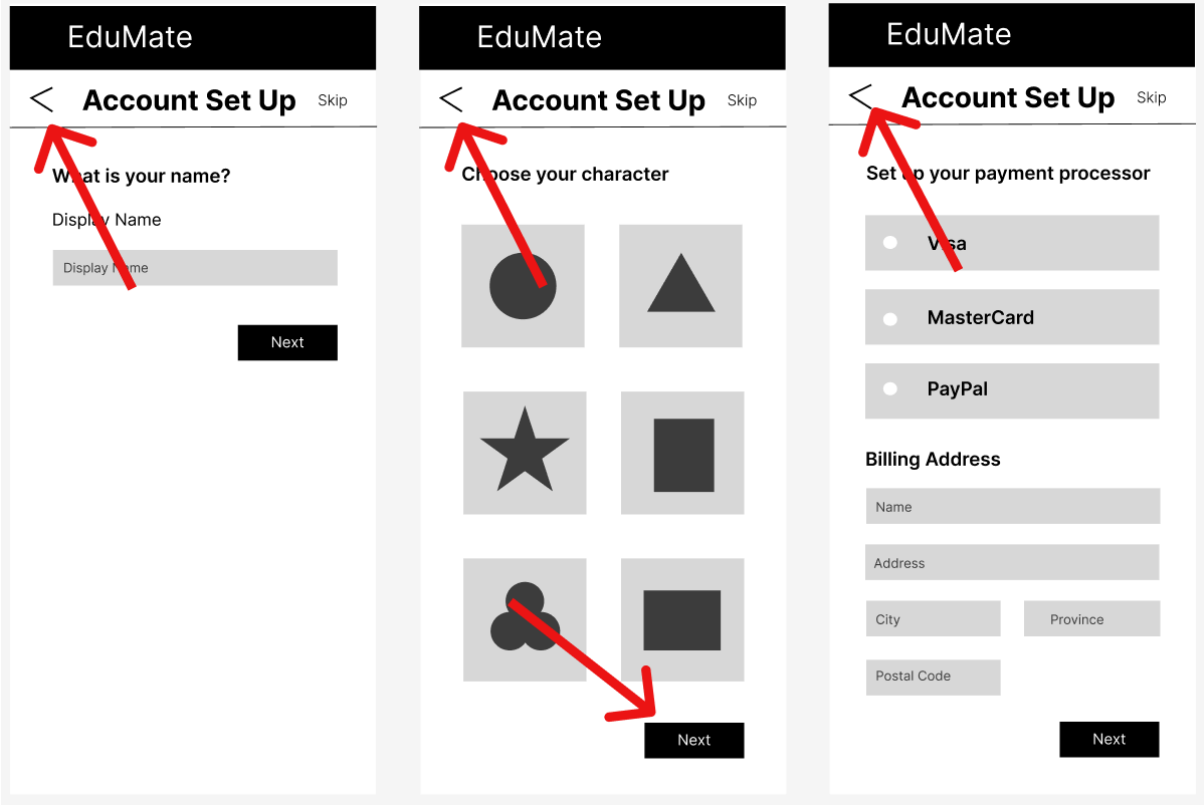 EduMate
Account Set Up Skip
What is your name?
Display Name
Display Name
Next
EduMate
Account Set Up Skip
Choose your character
Next
EduMate
Account Set Up Skip
Set up your payment processor
Visa
MasterCard
PayPal
Billing Address
Name
Address
City Province
Postal Code
Next